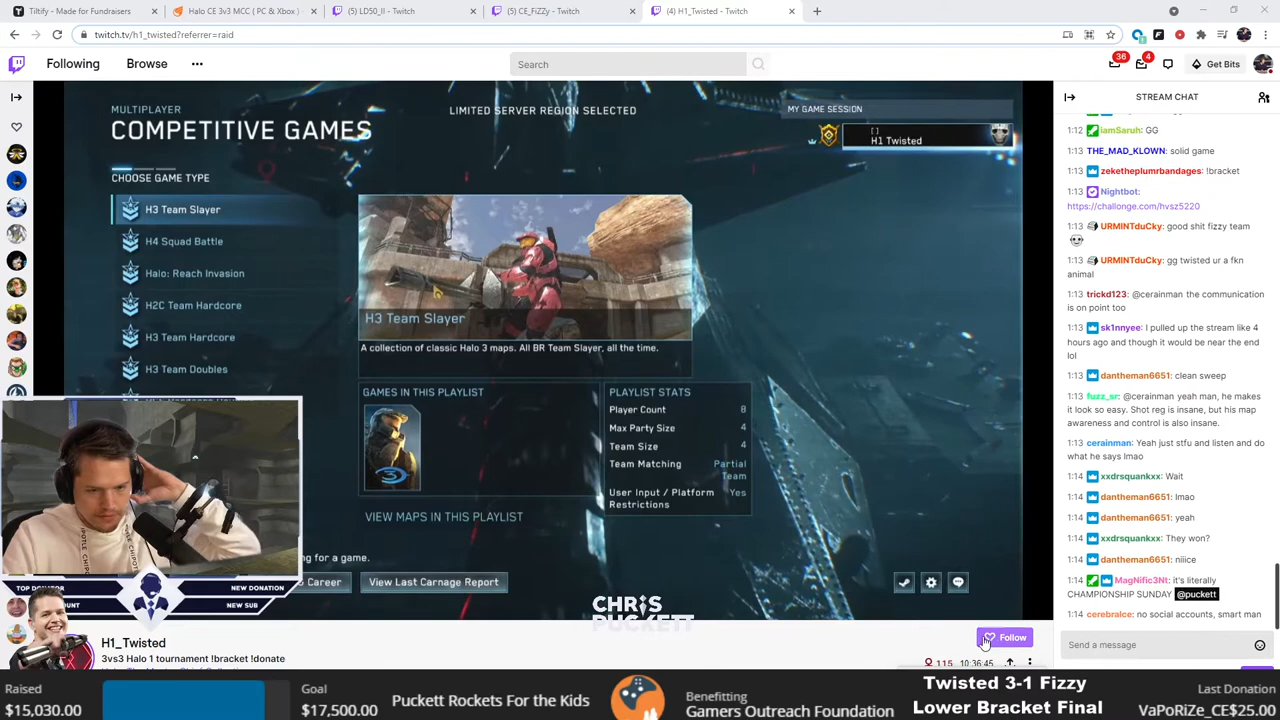 Tiltify - Made for Fundraisers
Halo CE 3v3 MCC ( PC & Xbox )
(5) LD50_II - Twitch
(5) CE_FiZZy - Twitch
(4) H1_Twisted - Twitch
twitch.tv/h1_twisted?referrer=raid
Following
Browse
Search
36
4
Get Bits
MULTIPLAYER
COMPETITIVE GAMES
LIMITED SERVER REGION SELECTED
MY GAME SESSION
[ ]
H1 Twisted
CHOOSE GAME TYPE
H3 Team Slayer
H4 Squad Battle
Halo: Reach Invasion
H2C Team Hardcore
H3 Team Hardcore
H3 Team Doubles
H3 Team Slayer
A collection of classic Halo 3 maps. All BR Team Slayer, all the time.
GAMES IN THIS PLAYLIST
PLAYLIST STATS
Player Count 8
Max Party Size 4
Team Size 4
Team Matching Partial
Team
User Input / Platform Yes
Restrictions
VIEW MAPS IN THIS PLAYLIST
ng for a game.
Career
View Last Carnage Report
TOP DONATOR
NEW DONATION
NEW SUB
CHRIS
PUCKETT
H1_Twisted
3vs3 Halo 1 tournament !bracket !donate
Follow
115 10:36:45
STREAM CHAT
1:12 iamSaruh: GG
1:13 THE_MAD_KLOWN: solid game
1:13 zeketheplumrbandages: !bracket
1:13 Nightbot:
https://challonge.com/hvsz5220
1:13 URMINTduCky: good shit fizzy team
1:13 URMINTduCky: gg twisted ur a fkn
animal
1:13 trickd123: @cerainman the communication
is on point too
1:13 sk1nnyee: I pulled up the stream like 4
hours ago and though it would be near the end
lol
1:13 dantheman6651: clean sweep
1:13 fuzz_sr: @cerainman yeah man, he makes
it look so easy. Shot reg is insane, but his map
awareness and control is also insane.
1:13 cerainman: Yeah just stfu and listen and do
what he says lmao
1:14 xxdrsquankxx: Wait
1:14 dantheman6651: lmao
1:14 dantheman6651: yeah
1:14 xxdrsquankxx: They won?
1:14 dantheman6651: niiice
1:14 MagNific3Nt: it's literally
CHAMPIONSHIP SUNDAY @puckett
1:14 cerebralce: no social accounts, smart man
Send a message
Raised
$15,030.00
Goal
$17,500.00
Puckett Rockets For the Kids
Benefiting
Gamers Outreach Foundation
Twisted 3-1 Fizzy
Lower Bracket Final
Last Donation
VaPoRiZe_CE$25.00